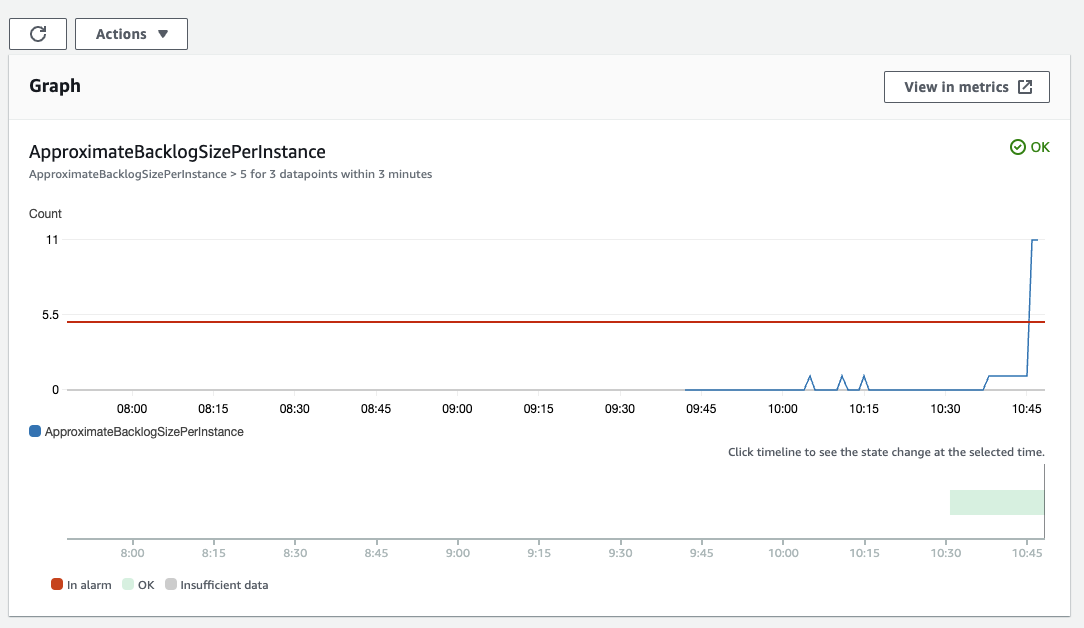 Actions
Graph
View in metrics
ApproximateBacklogSizePerInstance
OK
ApproximateBacklogSizePerInstance > 5 for 3 datapoints within 3 minutes
Count
11
5.5
0
08:00 08:15 08:30 08:45 09:00 09:15 09:30 09:45 10:00 10:15 10:30 10:45
ApproximateBacklogSizePerInstance
Click timeline to see the state change at the selected time.
8:00 8:15 8:30 8:45 9:00 9:15 9:30 9:45 10:00 10:15 10:30 10:45
In alarm OK Insufficient data